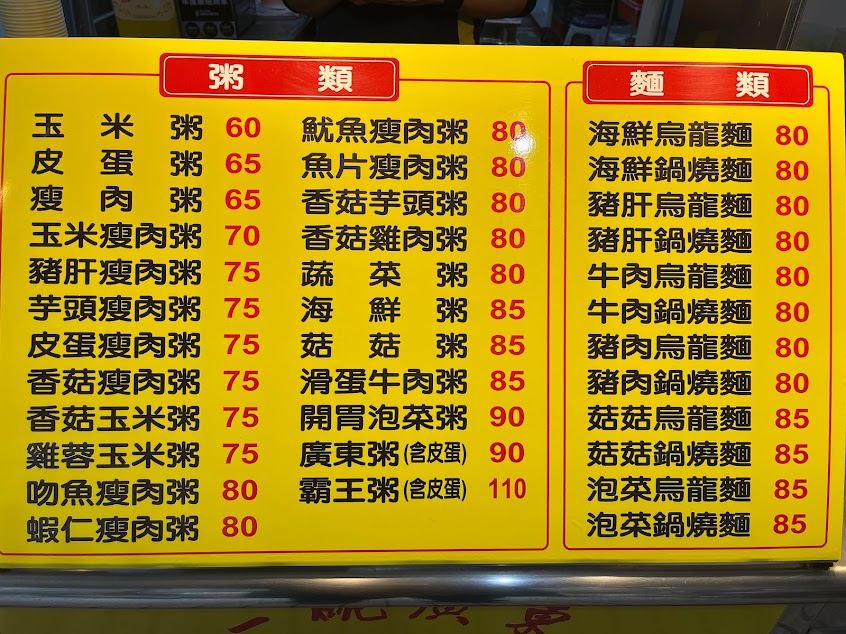 粥 類
玉米粥 60
皮蛋粥 65
瘦肉粥 65
玉米瘦肉粥 70
豬肝瘦肉粥 75
芋頭瘦肉粥 75
皮蛋瘦肉粥 75
香菇瘦肉粥 75
香菇玉米粥 75
雞蓉玉米粥 75
吻魚瘦肉粥 80
蝦仁瘦肉粥 80
魷魚瘦肉粥 80
魚片瘦肉粥 80
香菇芋頭粥 80
香菇雞肉粥 80
蔬菜粥 80
海鮮粥 85
菇菇粥 85
滑蛋牛肉粥 85
開胃泡菜粥 90
廣東粥(含皮蛋) 90
霸王粥(含皮蛋) 110
麵 類
海鮮烏龍麵 80
海鮮鍋燒麵 80
豬肝烏龍麵 80
豬肝鍋燒麵 80
牛肉烏龍麵 80
牛肉鍋燒麵 80
豬肉烏龍麵 80
豬肉鍋燒麵 80
菇菇烏龍麵 85
菇菇鍋燒麵 85
泡菜烏龍麵 85
泡菜鍋燒麵 85